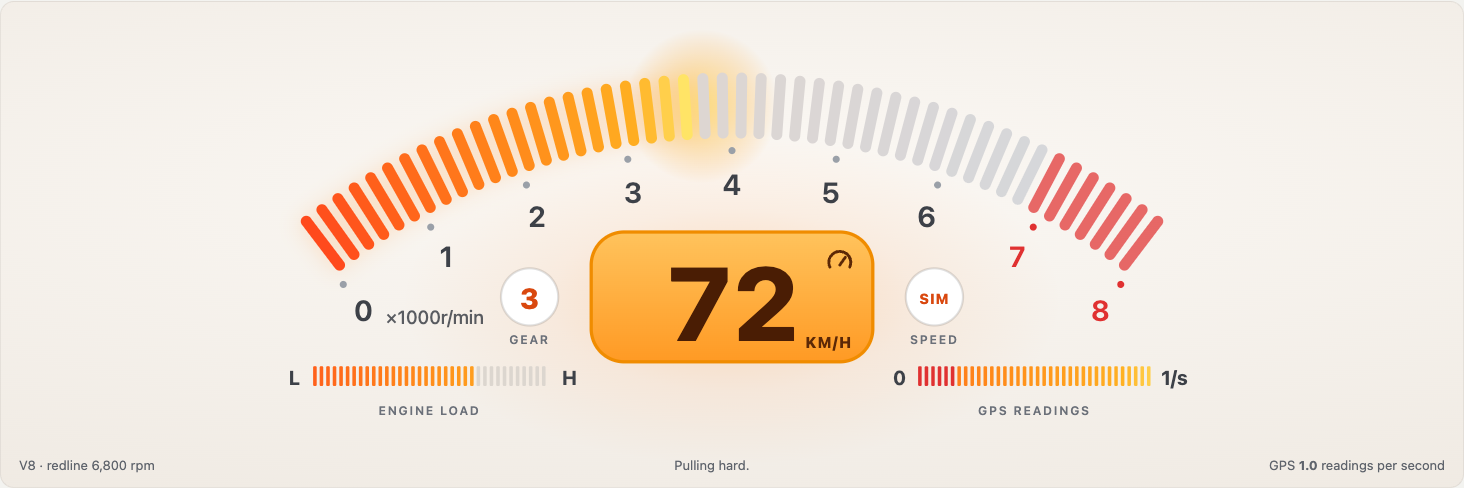 0 1 2 3 4 5 6 7 8
×1000r/min
3
GEAR
72
KM/H
SIM
SPEED
L H
ENGINE LOAD
0 1/s
GPS READINGS
V8 · redline 6,800 rpm
Pulling hard.
GPS 1.0 readings per second